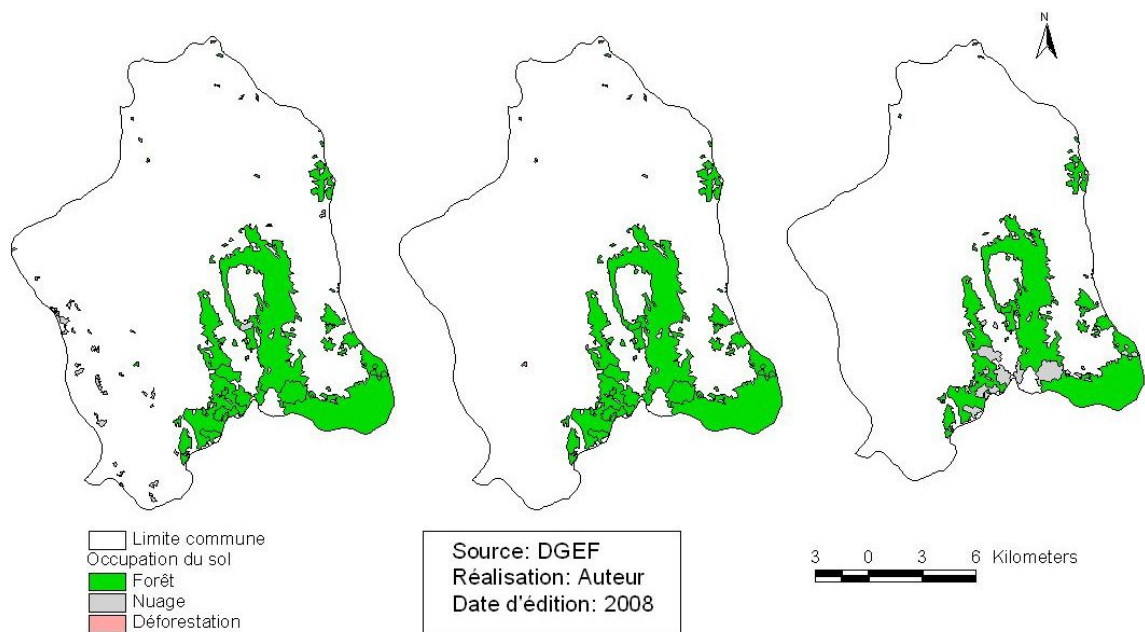 N
Limite commune
Occupation du sol
Forêt
Nuage
Déforestation
Source: DGEF
Réalisation: Auteur
Date d'édition: 2008
3 0 3 6 Kilometers